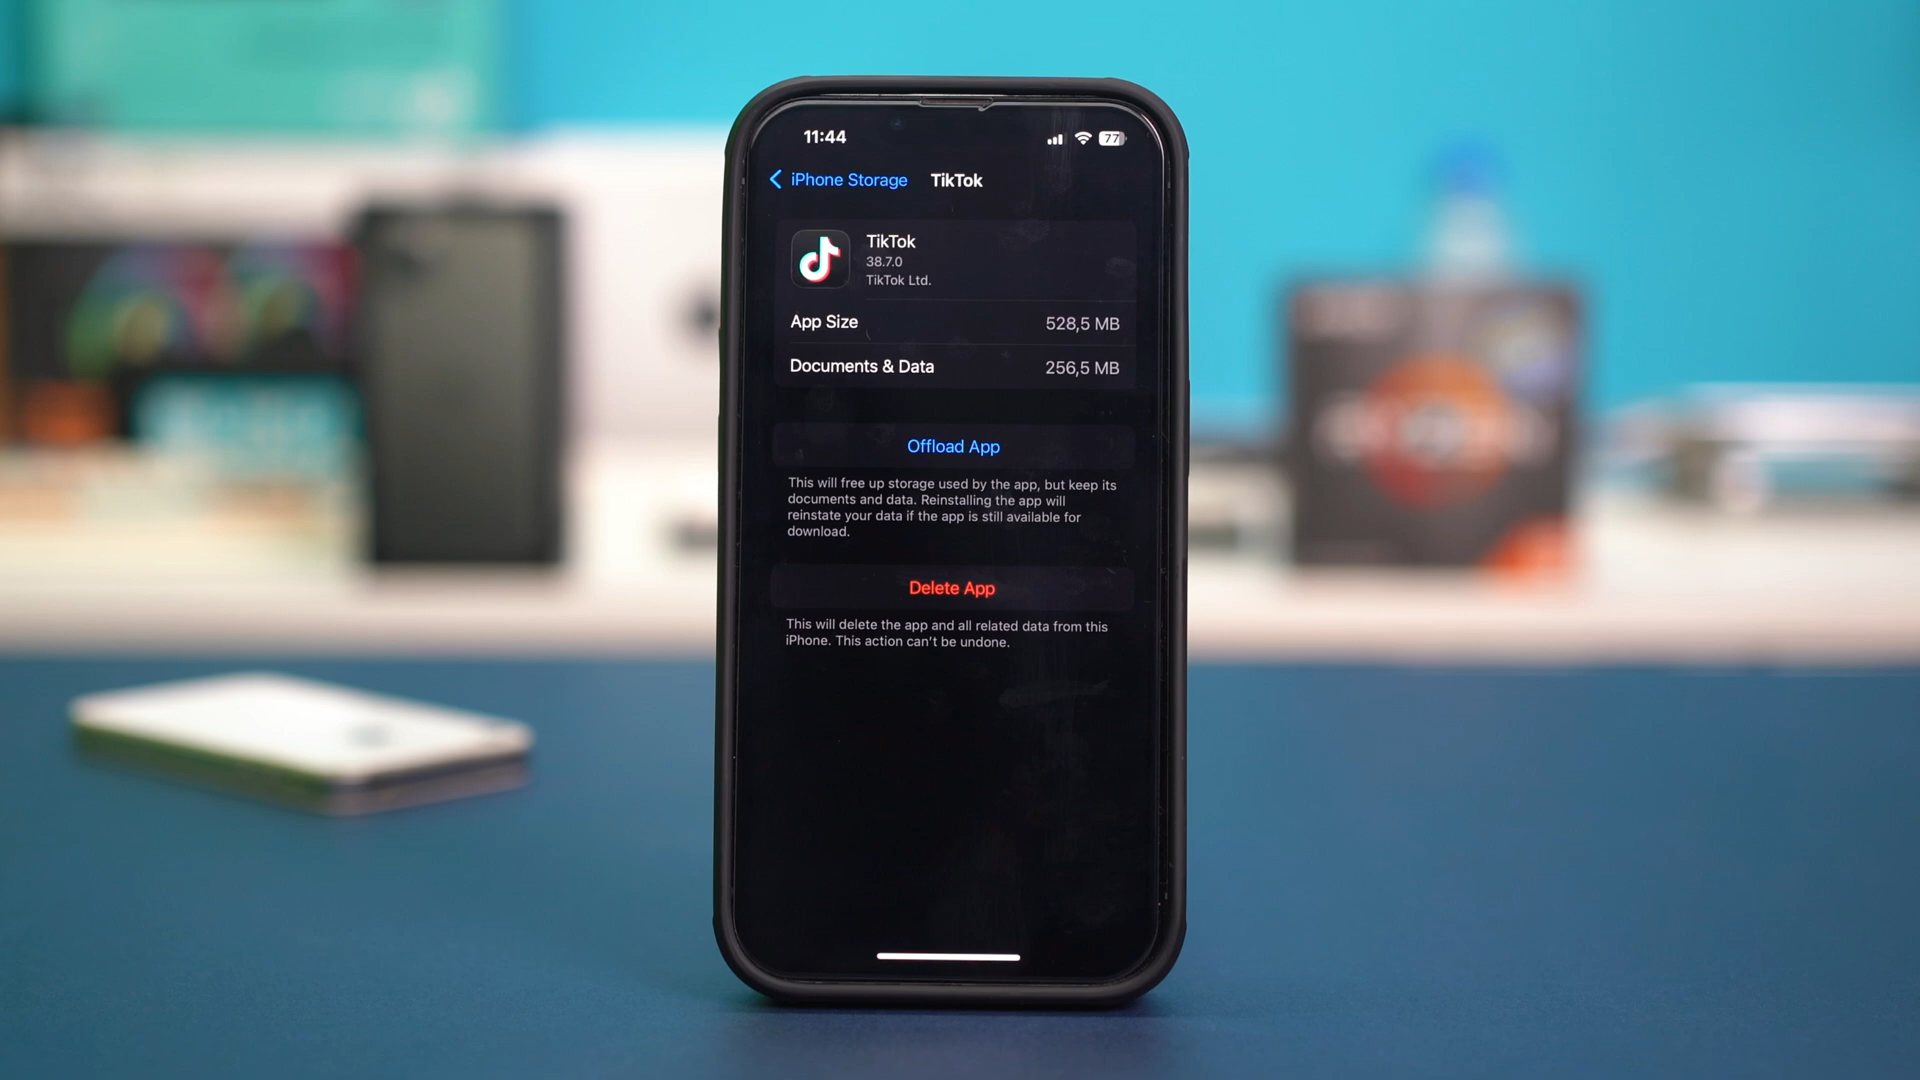 11:44
77
iPhone Storage TikTok
TikTok
38.7.0
TikTok Ltd.
App Size 528,5 MB
Documents & Data 256,5 MB
Offload App
This will free up storage used by the app, but keep its
documents and data. Reinstalling the app will
reinstate your data if the app is still available for
download.
Delete App
This will delete the app and all related data from this
iPhone. This action can't be undone.